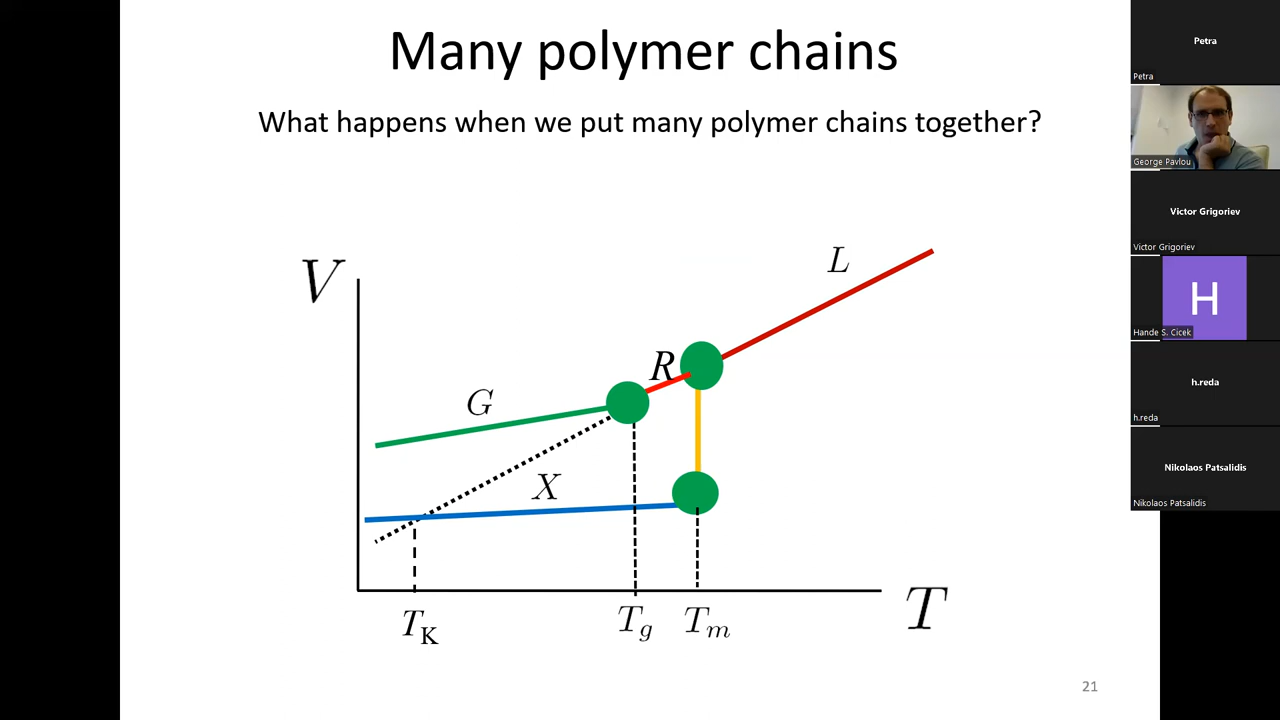 Many polymer chains
What happens when we put many polymer chains together?
V
L
R
G
X
T_K
T_g
T_m
T
21
Petra
Petra
George Pavlou
Victor Grigoriev
Victor Grigoriev
H
Hande S. Cicek
h.reda
h.reda
Nikolaos Patsalidis
Nikolaos Patsalidis